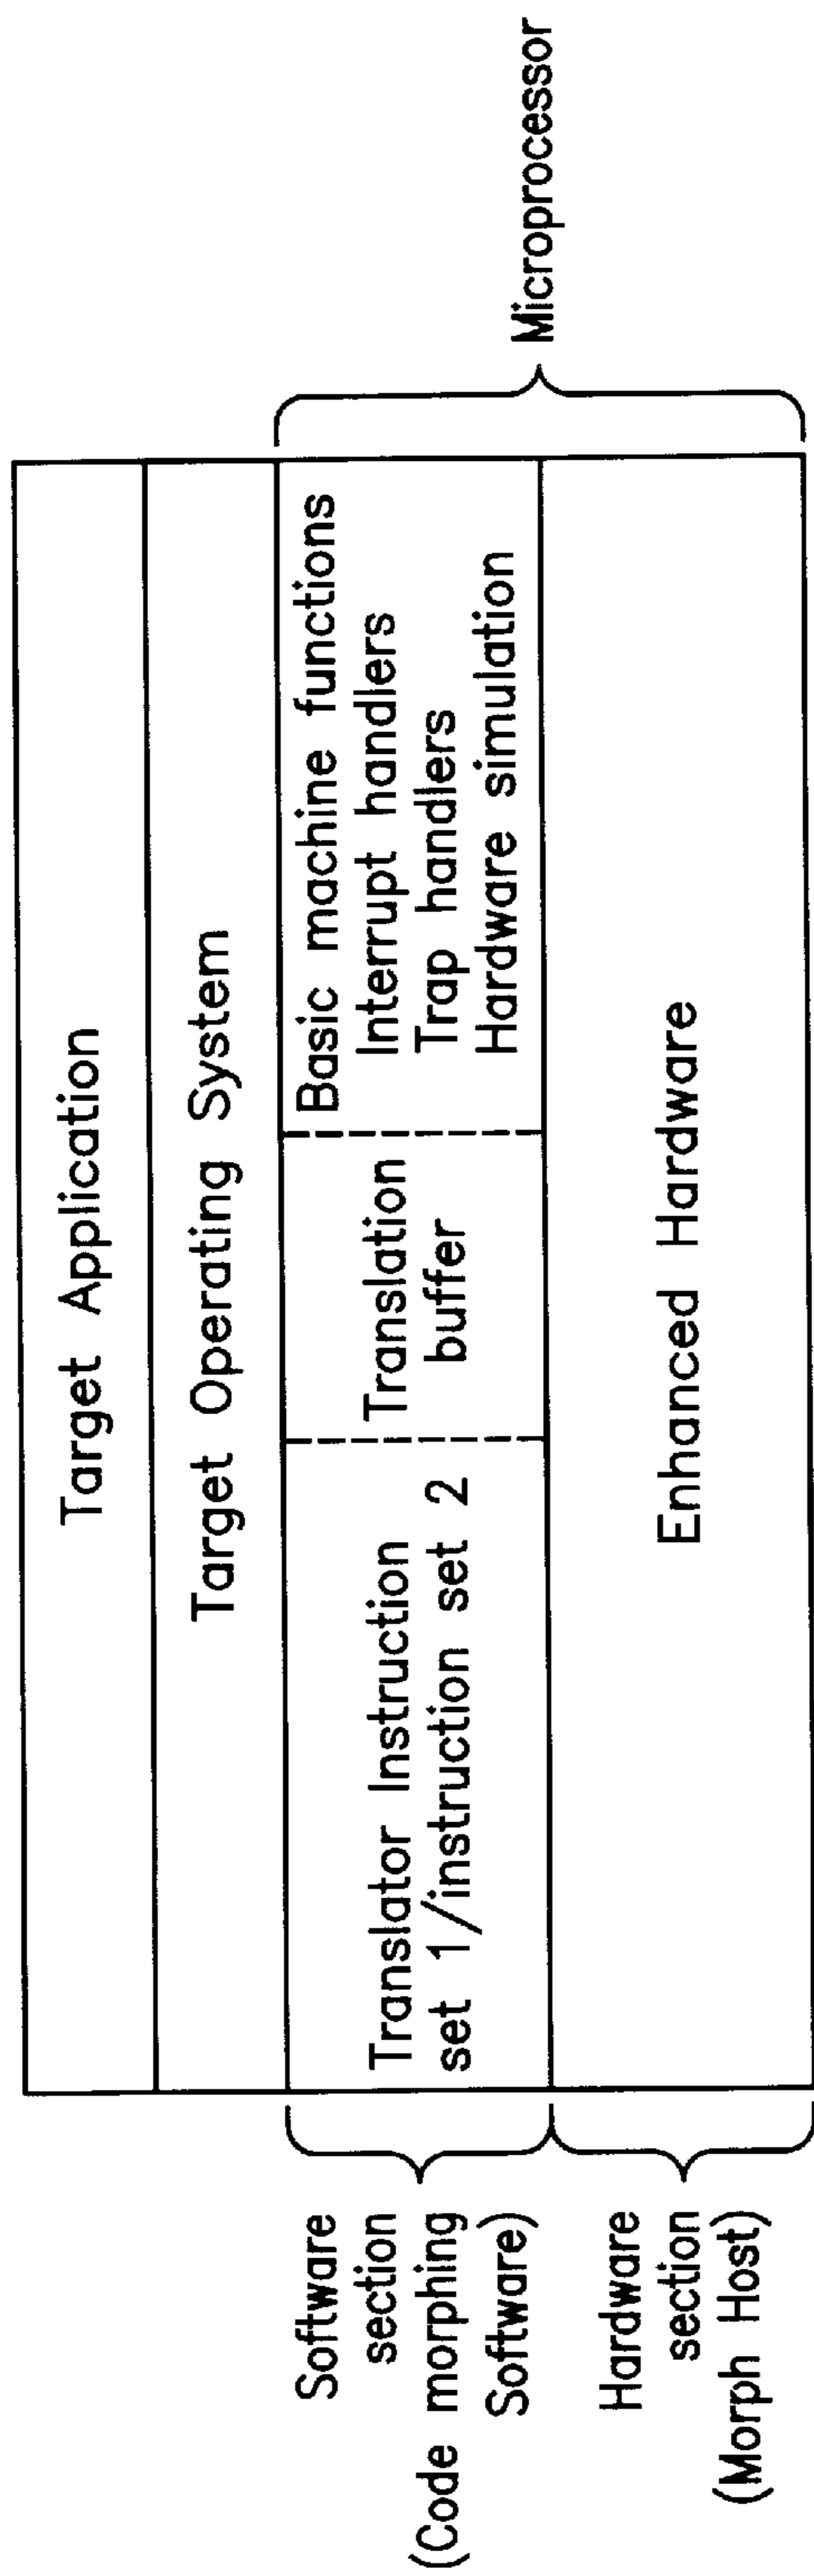 Target Application
Target Operating System
Software
section
(Code morphing
Software)
Translator Instruction
set 1/instruction set 2
Translation
buffer
Basic machine functions
Interrupt handlers
Trap handlers
Hardware simulation
Microprocessor
Hardware
section
(Morph Host)
Enhanced Hardware